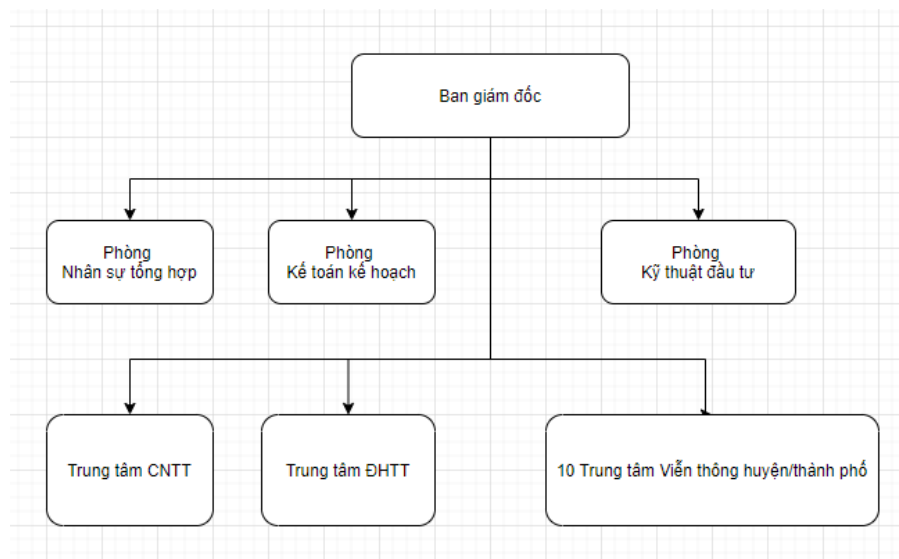 Ban giám đốc
Phòng
Nhân sự tổng hợp
Phòng
Kế toán kế hoạch
Phòng
Kỹ thuật đầu tư
Trung tâm CNTT
Trung tâm ĐHTT
10 Trung tâm Viễn thông huyện/thành phố